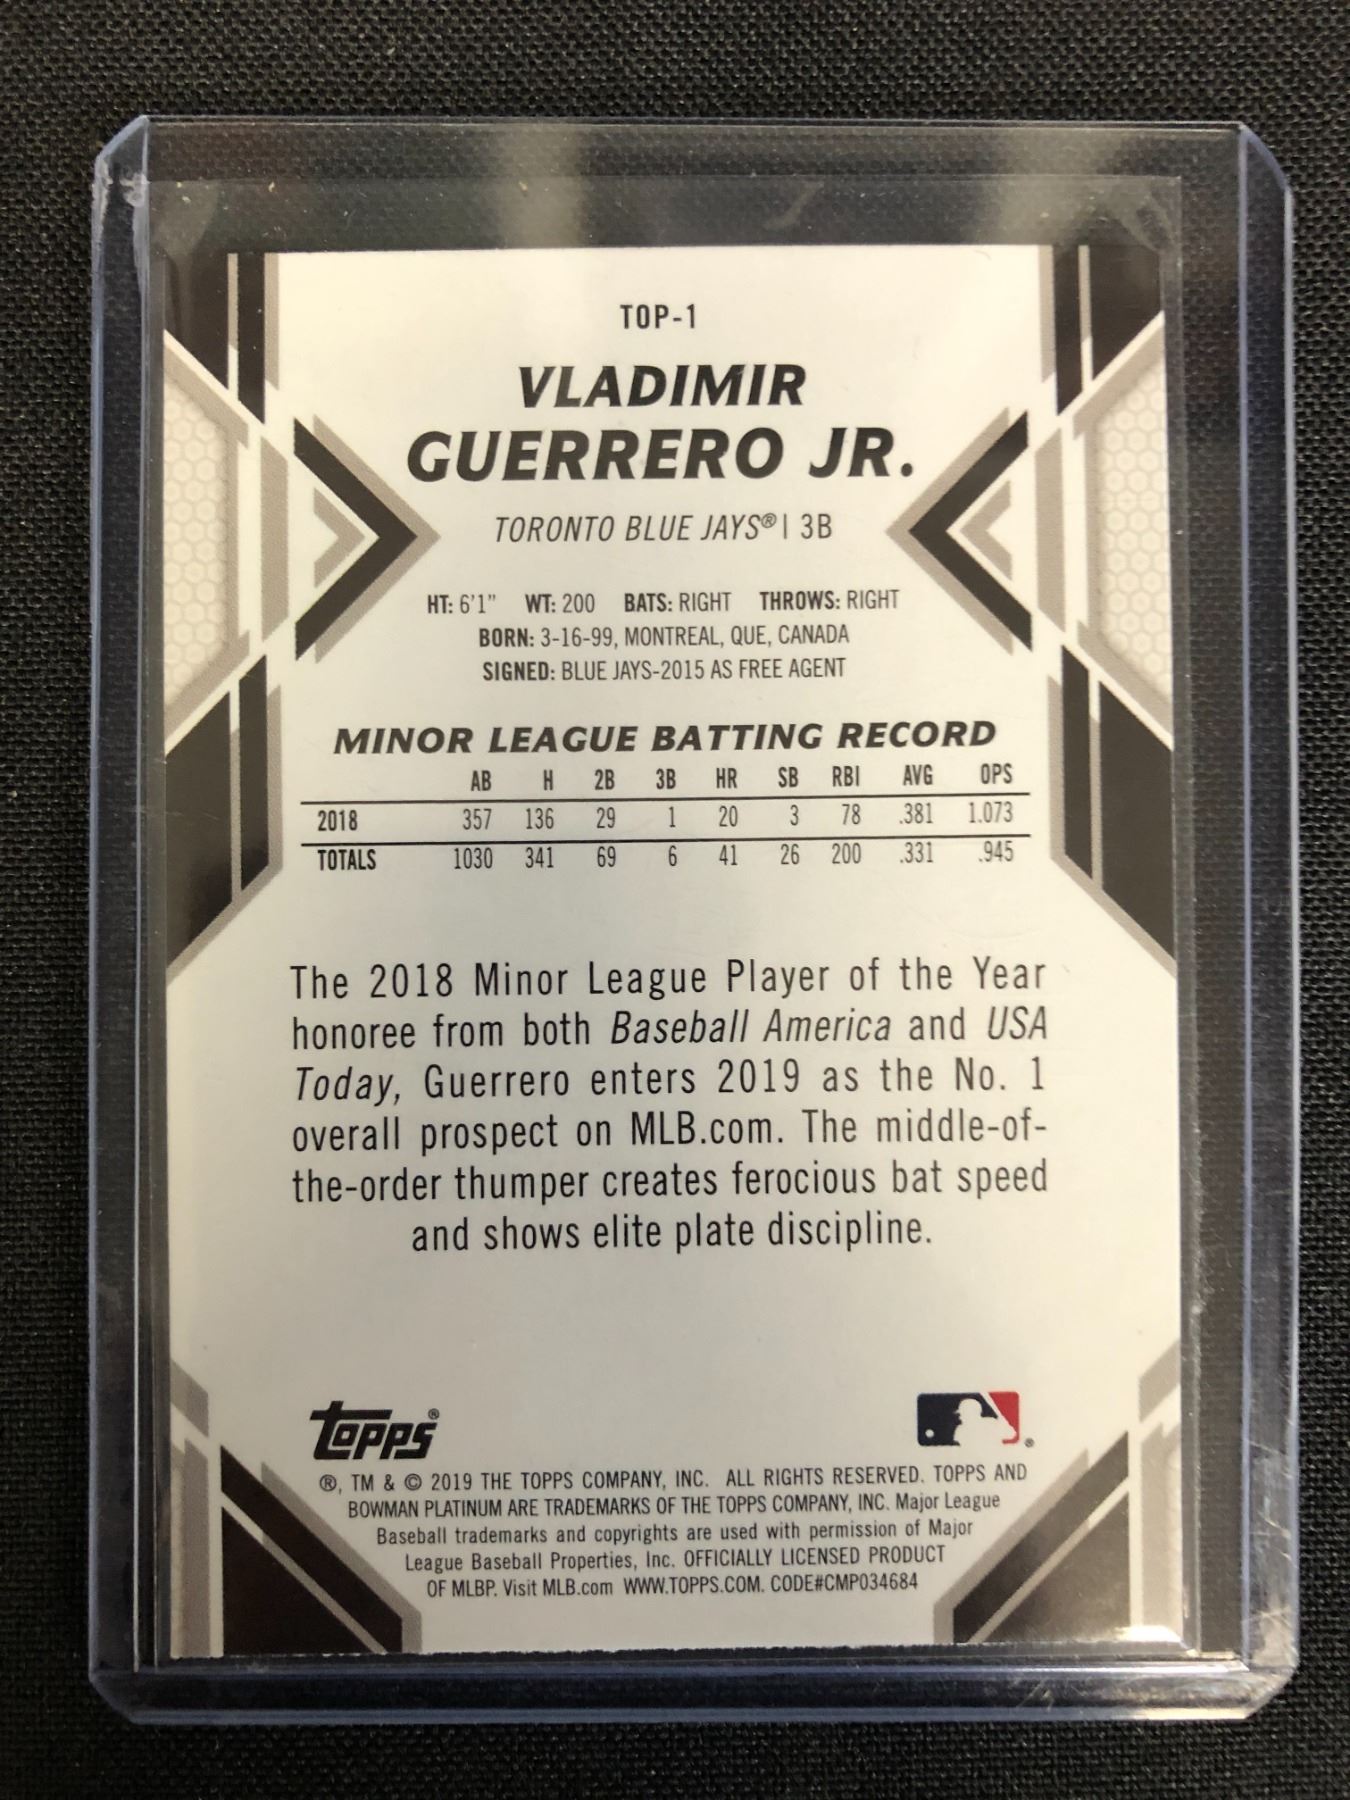 TOP-1
VLADIMIR
GUERRERO JR.
TORONTO BLUE JAYS® | 3B
HT: 6'1" WT: 200 BATS: RIGHT THROWS: RIGHT
BORN: 3-16-99, MONTREAL, QUE, CANADA
SIGNED: BLUE JAYS-2015 AS FREE AGENT
MINOR LEAGUE BATTING RECORD
AB H 2B 3B HR SB RBI AVG OPS
2018 357 136 29 1 20 3 78 .381 1.073
TOTALS 1030 341 69 6 41 26 200 .331 .945
The 2018 Minor League Player of the Year
honoree from both Baseball America and USA
Today, Guerrero enters 2019 as the No. 1
overall prospect on MLB.com. The middle-of-
the-order thumper creates ferocious bat speed
and shows elite plate discipline.
TOPPS®
®
®, TM & © 2019 THE TOPPS COMPANY, INC. ALL RIGHTS RESERVED. TOPPS AND
BOWMAN PLATINUM ARE TRADEMARKS OF THE TOPPS COMPANY, INC. Major League
Baseball trademarks and copyrights are used with permission of Major
League Baseball Properties, Inc. OFFICIALLY LICENSED PRODUCT
OF MLBP. Visit MLB.com WWW.TOPPS.COM. CODE#CMP034684